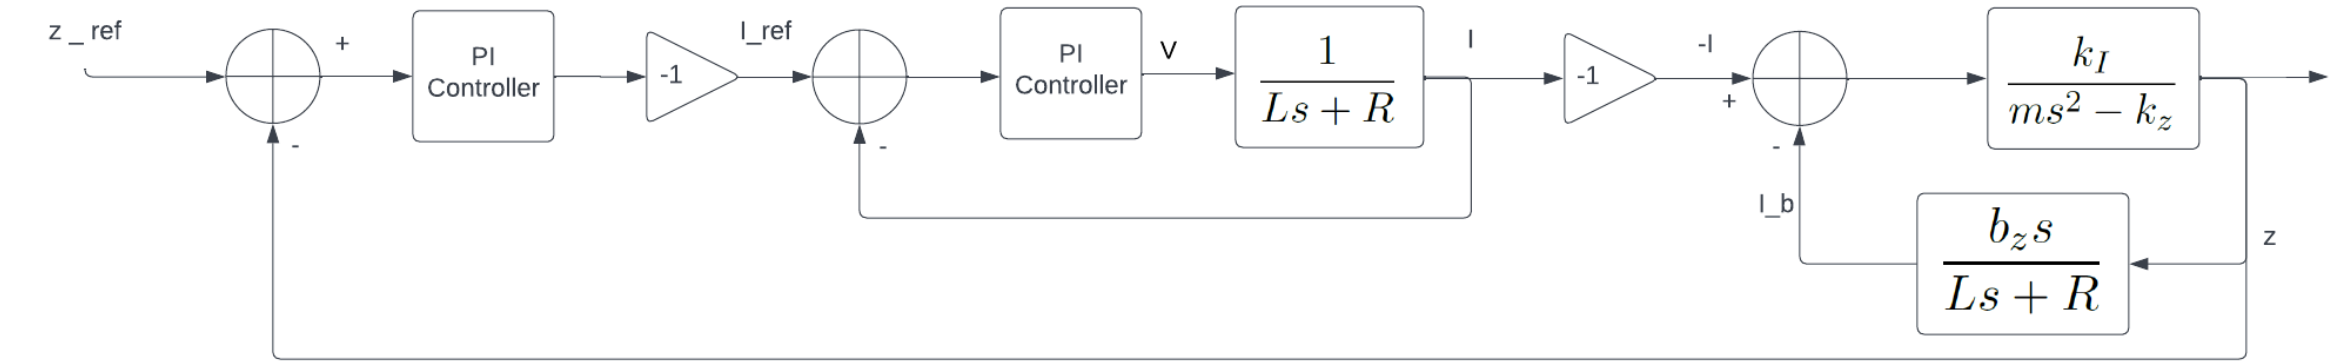 z _ ref
+
-
PI
Controller
-1
I_ref
-
PI
Controller
V
1
Ls + R
I
-1
-I
+
-
I_b
k_I
ms^2 − k_z
b_z s
Ls + R
z